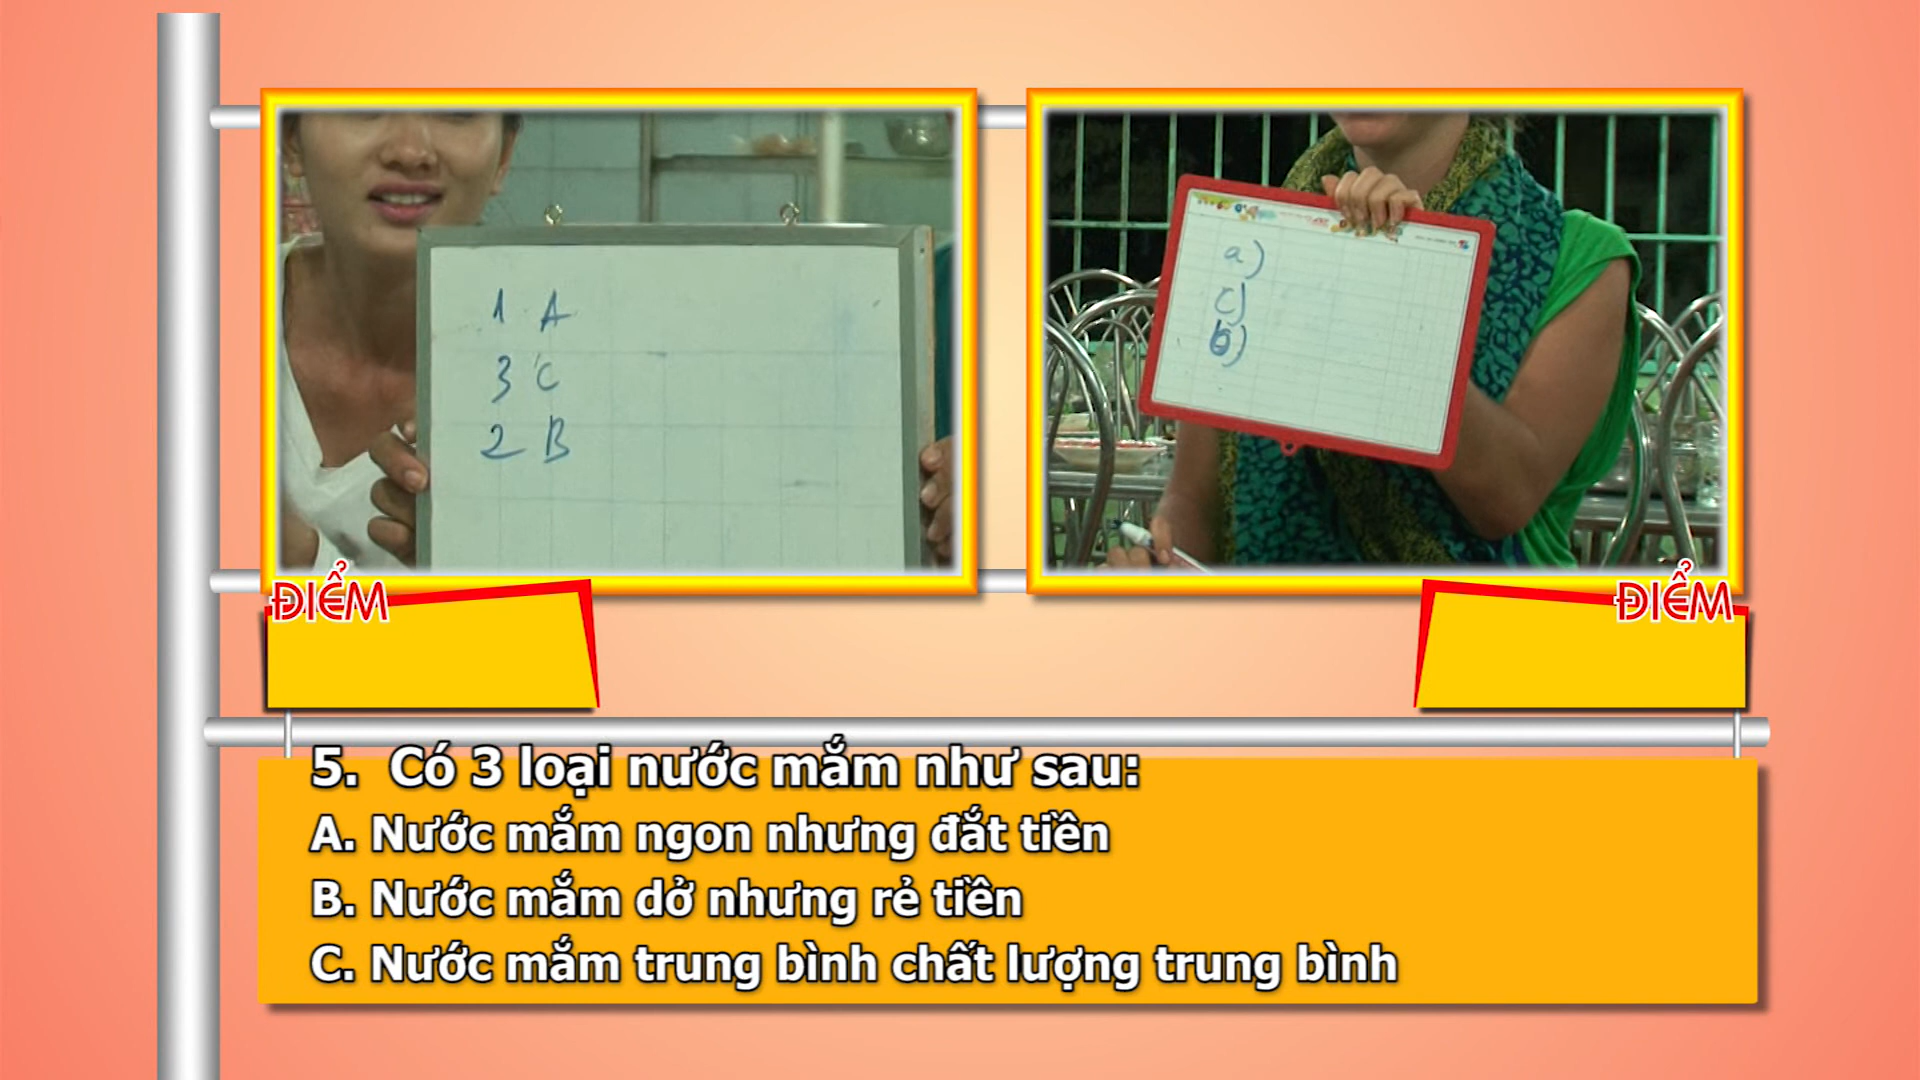 1 A
3 C
2 B
a)
c)
b)
ĐIỂM
ĐIỂM
5. Có 3 loại nước mắm như sau:
A. Nước mắm ngon nhưng đắt tiền
B. Nước mắm dở nhưng rẻ tiền
C. Nước mắm trung bình chất lượng trung bình